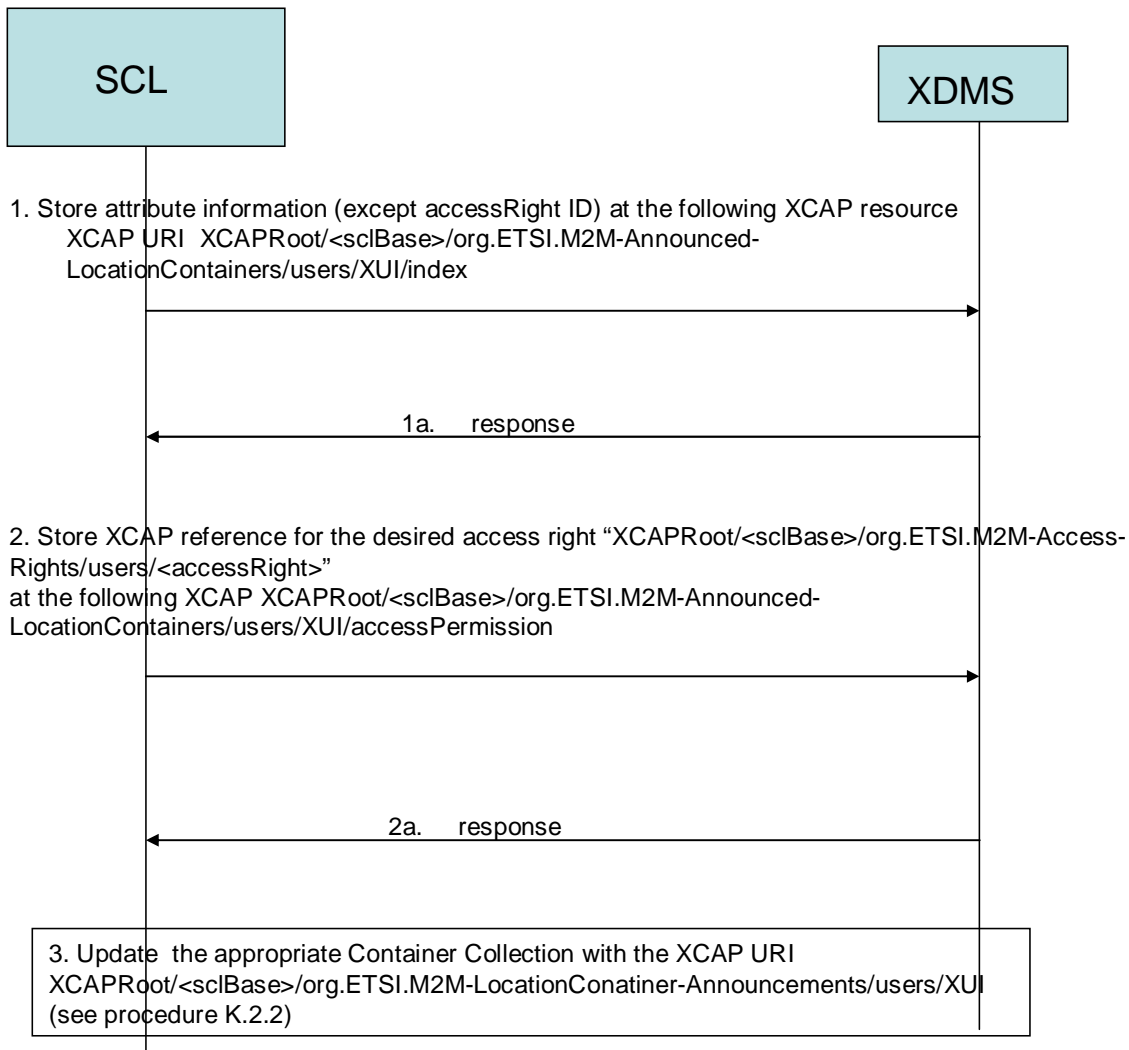 SCL
XDMS
1. Store attribute information (except accessRight ID) at the following XCAP resource
XCAP URI XCAPRoot/<sclBase>/org.ETSI.M2M-Announced-
LocationContainers/users/XUI/index
1a. response
2. Store XCAP reference for the desired access right “XCAPRoot/<sclBase>/org.ETSI.M2M-Access-
Rights/users/<accessRight>”
at the following XCAP XCAPRoot/<sclBase>/org.ETSI.M2M-Announced-
LocationContainers/users/XUI/accessPermission
2a. response
3. Update the appropriate Container Collection with the XCAP URI
XCAPRoot/<sclBase>/org.ETSI.M2M-LocationConatiner-Announcements/users/XUI
(see procedure K.2.2)